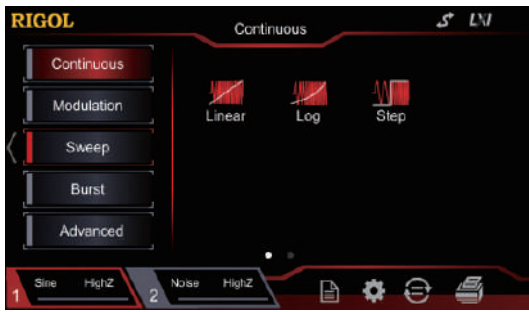 RIGOL
Continuous
LXI
Continuous
Modulation
Sweep
Burst
Advanced
Linear
Log
Step
1
Sine
HighZ
2
Noise
HighZ